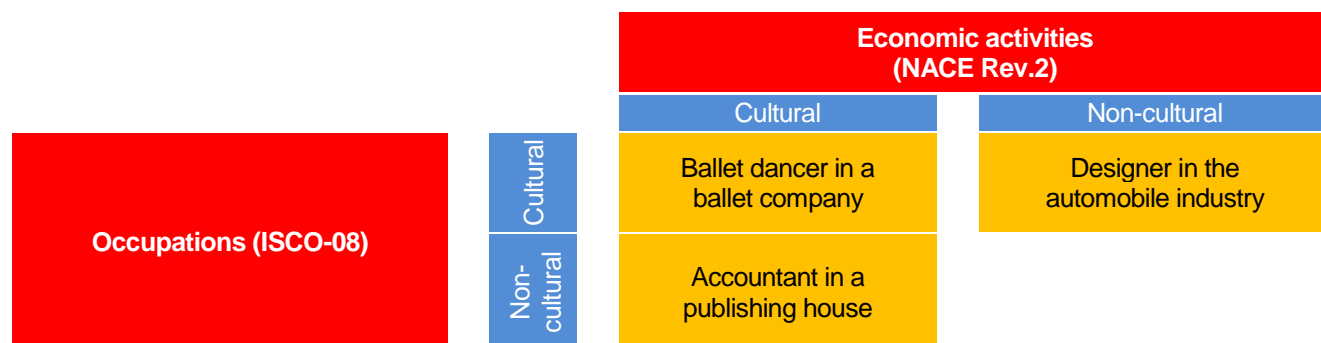 Economic activities
(NACE Rev.2)
Cultural
Non-cultural
Occupations (ISCO-08)
Cultural
Ballet dancer in a
ballet company
Designer in the
automobile industry
Non-
cultural
Accountant in a
publishing house